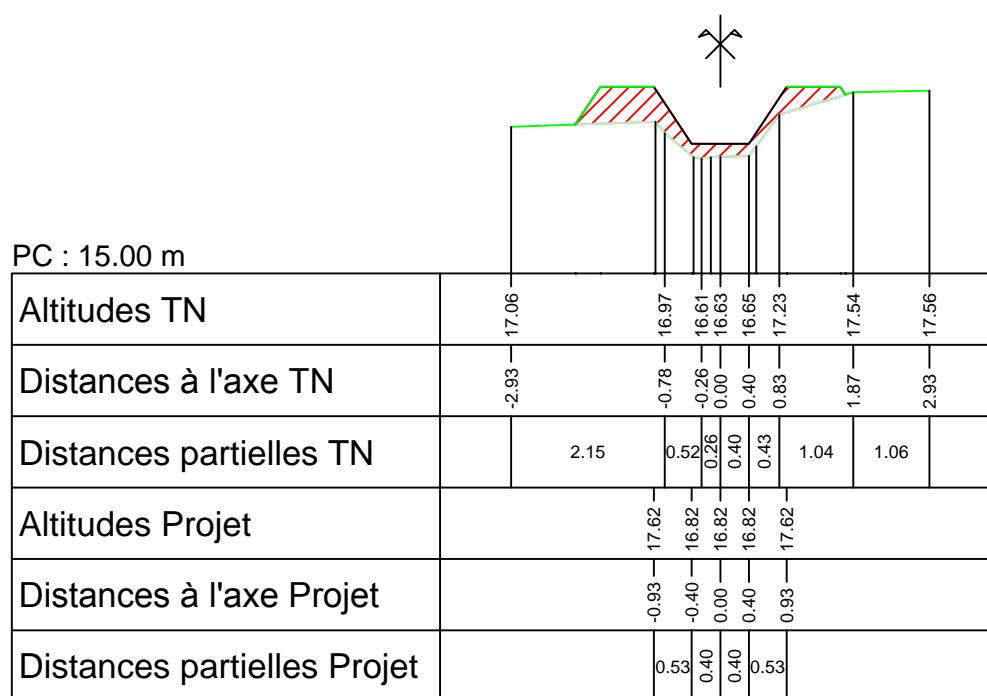 PC : 15.00 m
Altitudes TN 17.06 16.97 16.61 16.63 16.65 17.23 17.54 17.56
Distances à l'axe TN -2.93 -0.78 -0.26 0.00 0.40 0.83 1.87 2.93
Distances partielles TN 2.15 0.52 0.26 0.40 0.43 1.04 1.06
Altitudes Projet 17.62 16.82 16.82 16.82 17.62
Distances à l'axe Projet -0.93 -0.40 0.00 0.40 0.93
Distances partielles Projet 0.53 0.40 0.40 0.53